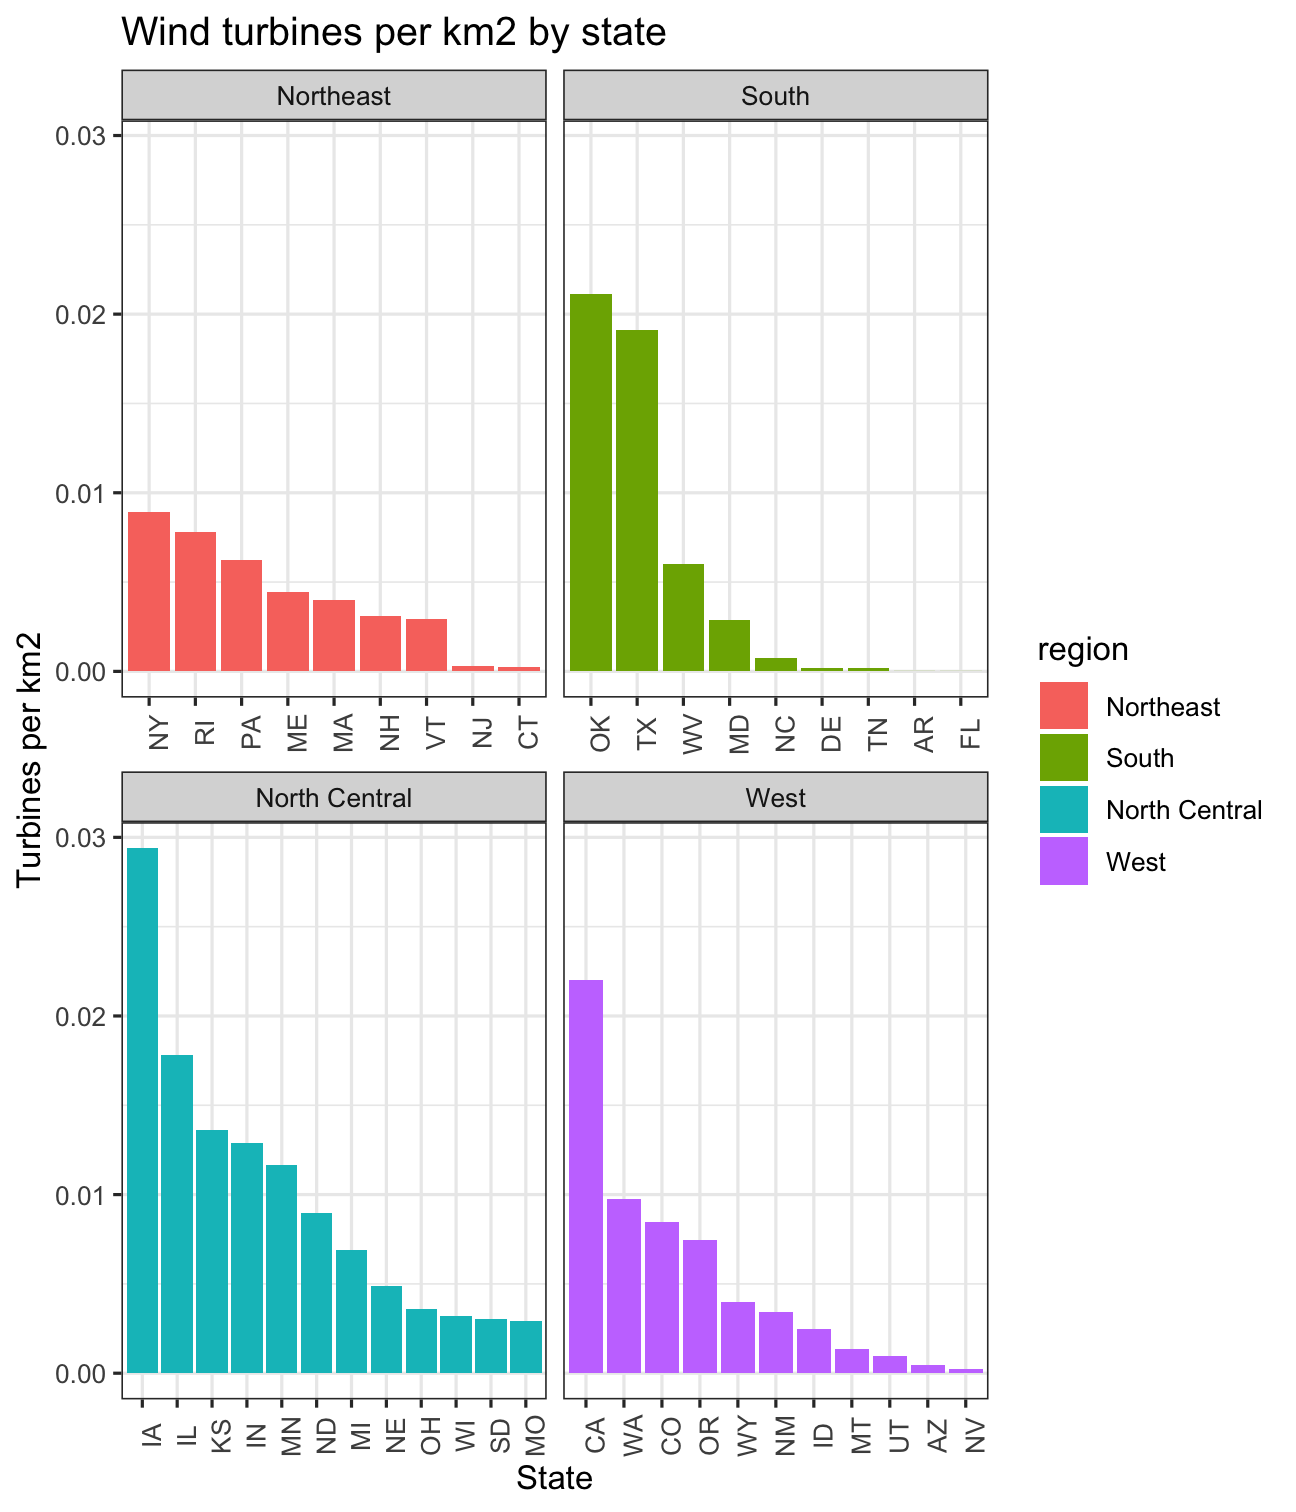 Wind turbines per km2 by state
Northeast
South
0.03
0.02
0.01
0.00
NY RI PA ME MA NH VT NJ CT
OK TX WV MD NC DE TN AR FL
Turbines per km2
North Central
West
0.03
0.02
0.01
0.00
IA IL KS IN MN ND MI NE OH WI SD MO
CA WA CO OR WY NM ID MT UT AZ NV
State
region
Northeast
South
North Central
West